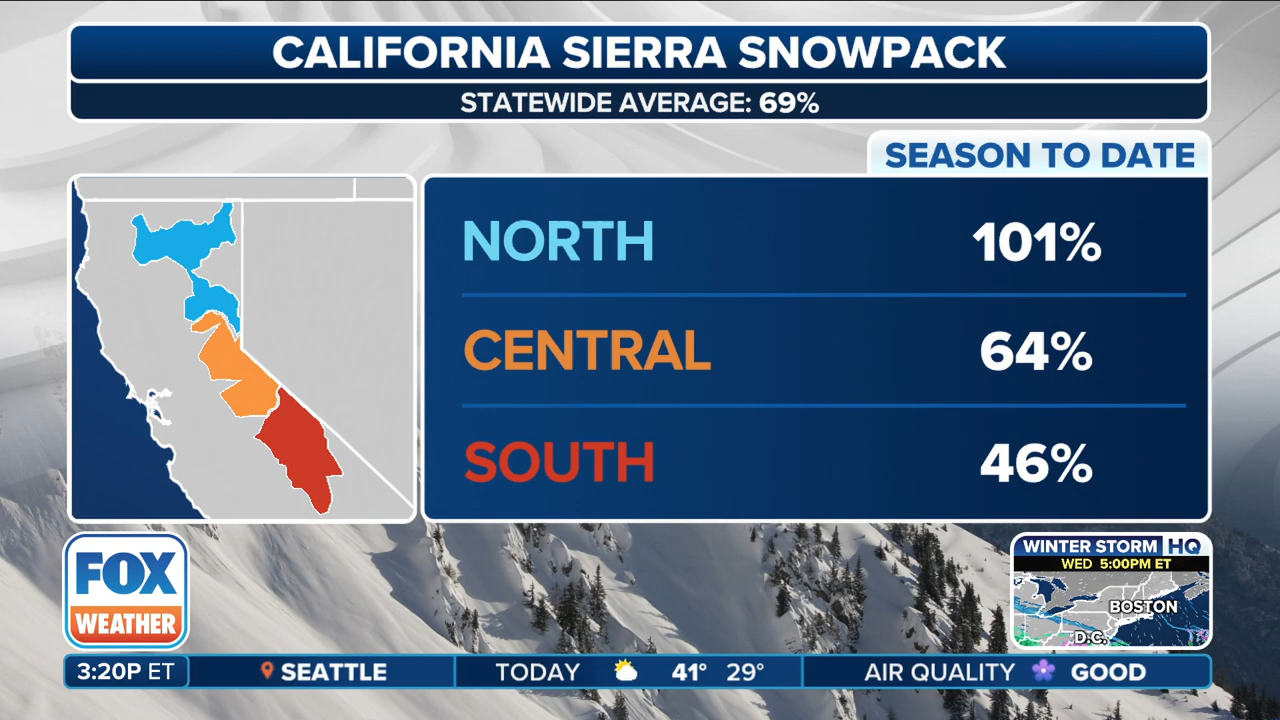 CALIFORNIA SIERRA SNOWPACK
STATEWIDE AVERAGE: 69%
SEASON TO DATE
NORTH 101%
CENTRAL 64%
SOUTH 46%
FOX
WEATHER
WINTER STORM HQ
WED 5:00PM ET
BOSTON
D.C.
3:20P ET SEATTLE TODAY 41° 29° AIR QUALITY GOOD